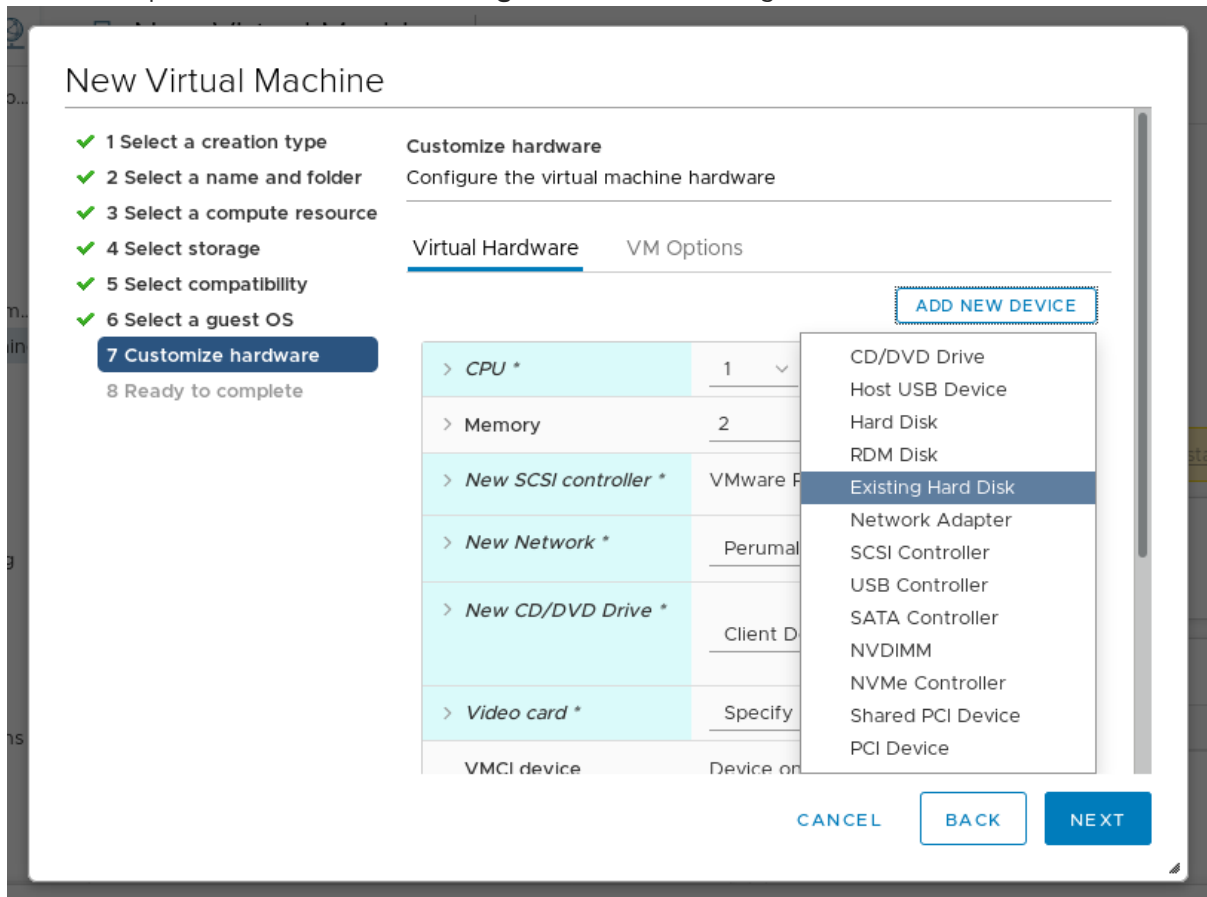 New Virtual Machine
1 Select a creation type
2 Select a name and folder
3 Select a compute resource
4 Select storage
5 Select compatibility
6 Select a guest OS
7 Customize hardware
8 Ready to complete
Customize hardware
Configure the virtual machine hardware
Virtual Hardware VM Options
ADD NEW DEVICE
CPU * 1
Memory 2
New SCSI controller * VMware
New Network * Perumal
New CD/DVD Drive * Client
Video card * Specify
VMCI device Device on
CD/DVD Drive
Host USB Device
Hard Disk
RDM Disk
Existing Hard Disk
Network Adapter
SCSI Controller
USB Controller
SATA Controller
NVDIMM
NVMe Controller
Shared PCI Device
PCI Device
CANCEL BACK NEXT